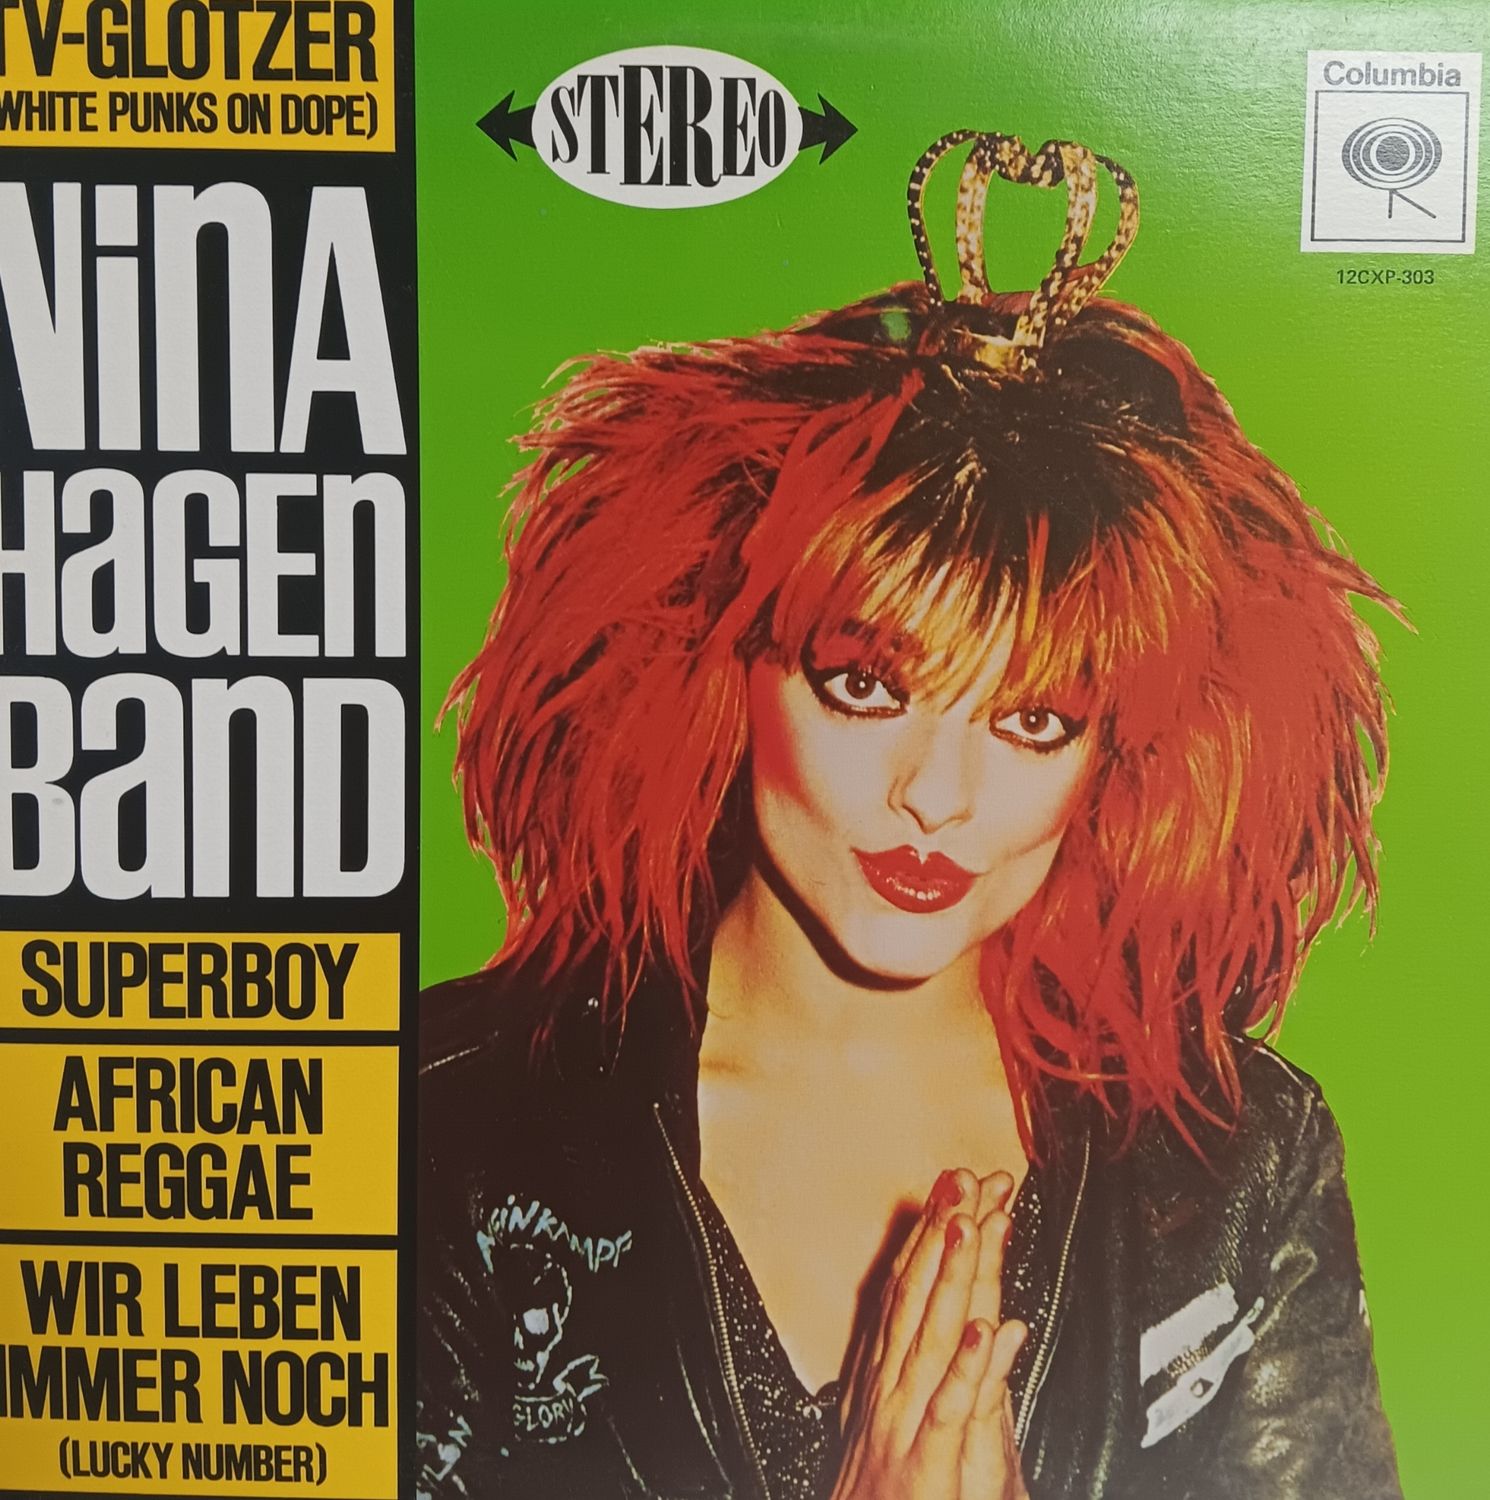 TV-GLOTZER
(WHITE PUNKS ON DOPE)
NINA
HAGEN
BAND
SUPERBOY
AFRICAN
REGGAE
WIR LEBEN
IMMER NOCH
(LUCKY NUMBER)
STEREO
Columbia
12CXP-303
GLORY